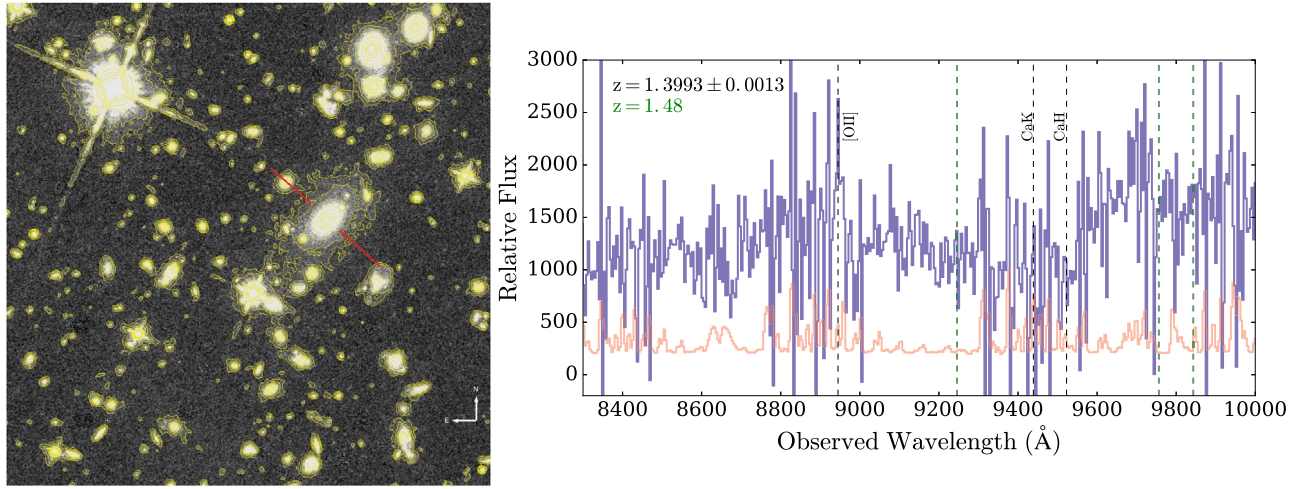 N
E
z = 1.3993 ± 0.0013
z = 1.48
[OII]
CaK
CaH
3000
2500
2000
1500
1000
500
0
Relative Flux
8400 8600 8800 9000 9200 9400 9600 9800 10000
Observed Wavelength (Å)